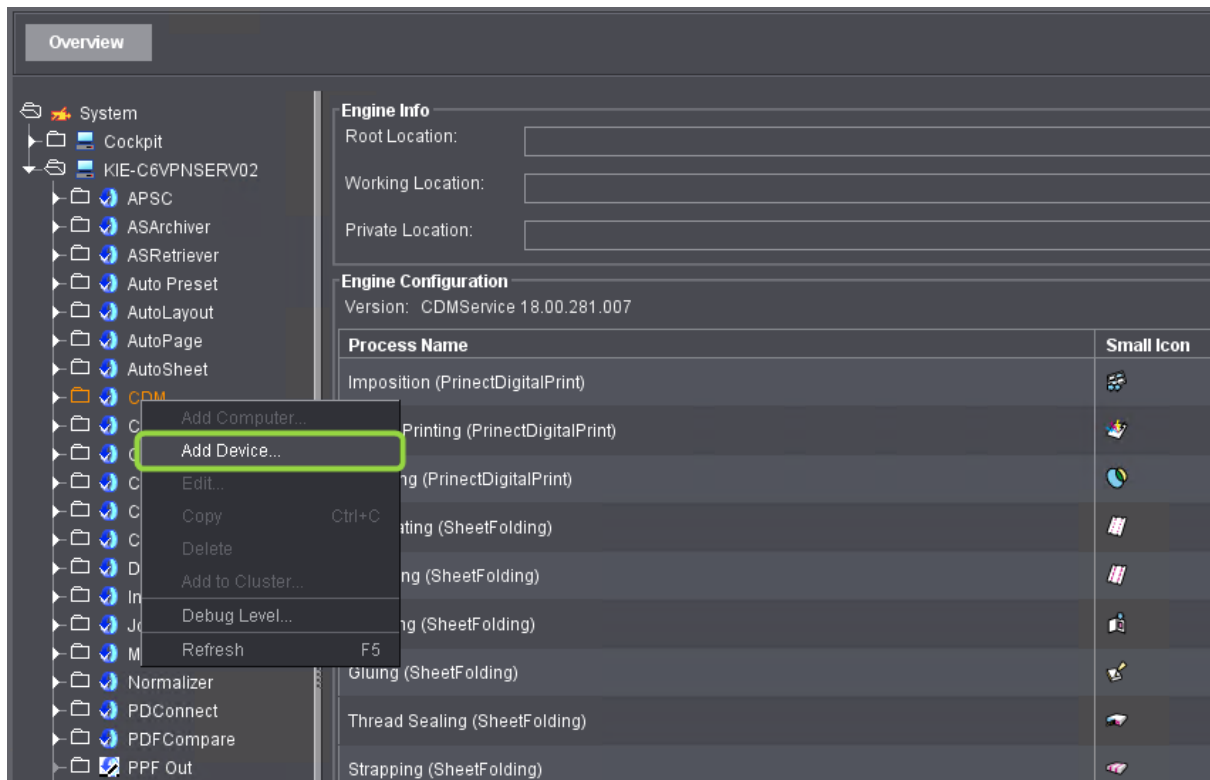 Overview
System
Cockpit
KIE-C6VPNSERV02
APSC
ASArchiver
ASRetriever
Auto Preset
AutoLayout
AutoPage
AutoSheet
CDM
C
C
C
C
C
D
In
Jo
M
Normalizer
PDConnect
PDFCompare
PPF Out
Add Computer...
Add Device...
Edit...
Copy Ctrl+C
Delete
Add to Cluster...
Debug Level...
Refresh F5
Engine Info
Root Location:
Working Location:
Private Location:
Engine Configuration
Version: CDMService 18.00.281.007
Process Name Small Icon
Imposition (PrinectDigitalPrint)
Printing (PrinectDigitalPrint)
ng (PrinectDigitalPrint)
ating (SheetFolding)
ng (SheetFolding)
ng (SheetFolding)
Gluing (SheetFolding)
Thread Sealing (SheetFolding)
Strapping (SheetFolding)